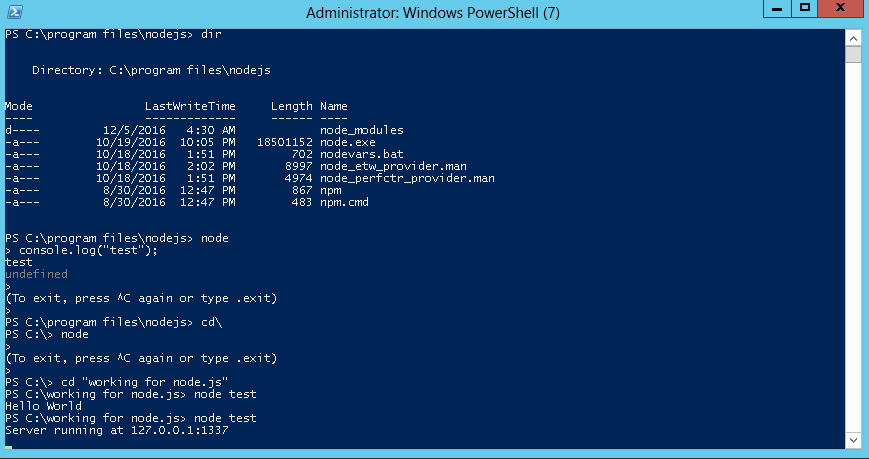 Administrator: Windows PowerShell (7)
PS C:\program files\nodejs> dir
Directory: C:\program files\nodejs
Mode LastWriteTime Length Name
---- ------------- ------ ----
d---- 12/5/2016 4:30 AM node_modules
-a--- 10/19/2016 10:05 PM 18501152 node.exe
-a--- 10/18/2016 1:51 PM 702 nodevars.bat
-a--- 10/18/2016 2:02 PM 8997 node_etw_provider.man
-a--- 10/18/2016 1:51 PM 4974 node_perfctr_provider.man
-a--- 8/30/2016 12:47 PM 867 npm
-a--- 8/30/2016 12:47 PM 483 npm.cmd
PS C:\program files\nodejs> node
> console.log("test");
test
undefined
>
(To exit, press ^C again or type .exit)
>
PS C:\program files\nodejs> cd\
PS C:\> node
>
(To exit, press ^C again or type .exit)
>
PS C:\> cd "working for node.js"
PS C:\working for node.js> node test
Hello World
PS C:\working for node.js> node test
Server running at 127.0.0.1:1337